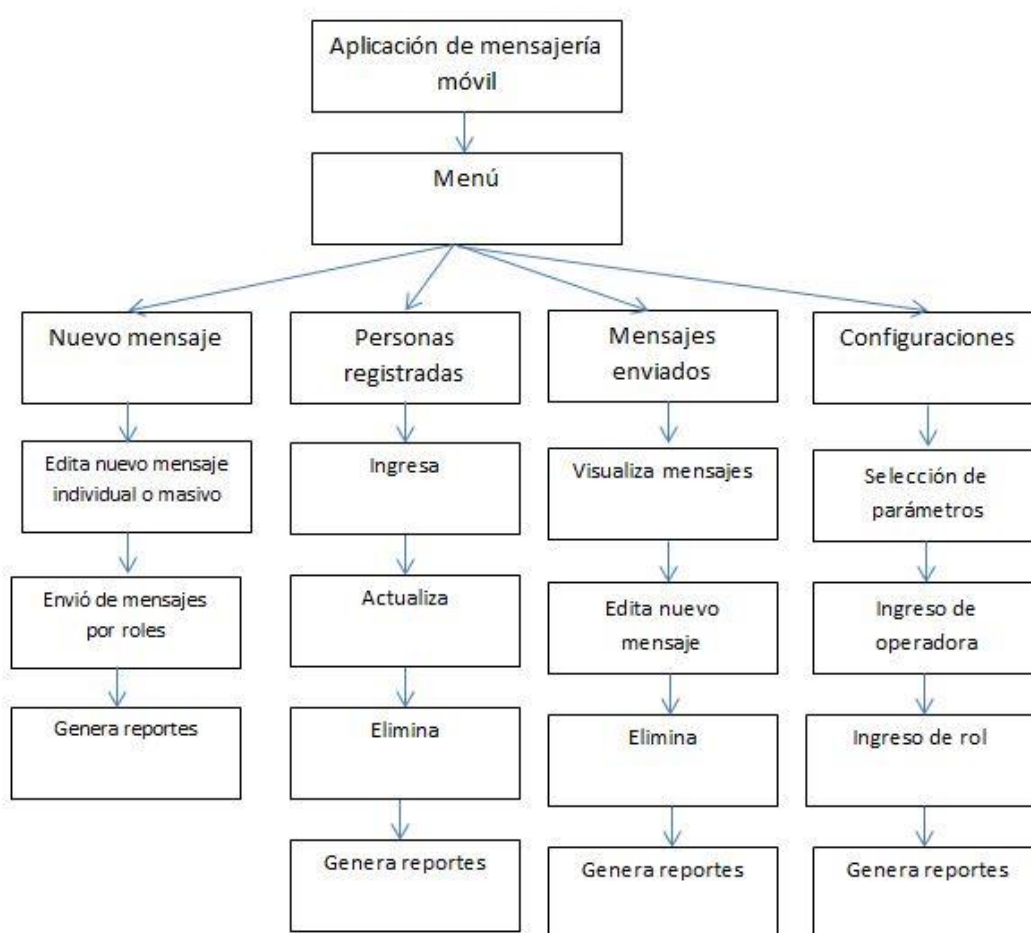 Aplicación de mensajería
móvil
Menú
Nuevo mensaje
Personas
registradas
Mensajes
enviados
Configuraciones
Edita nuevo mensaje
individual o masivo
Ingresa
Visualiza mensajes
Selección de
parámetros
Envió de mensajes
por roles
Actualiza
Edita nuevo
mensaje
Ingreso de
operadora
Genera reportes
Elimina
Elimina
Ingreso de rol
Genera reportes
Genera reportes
Genera reportes